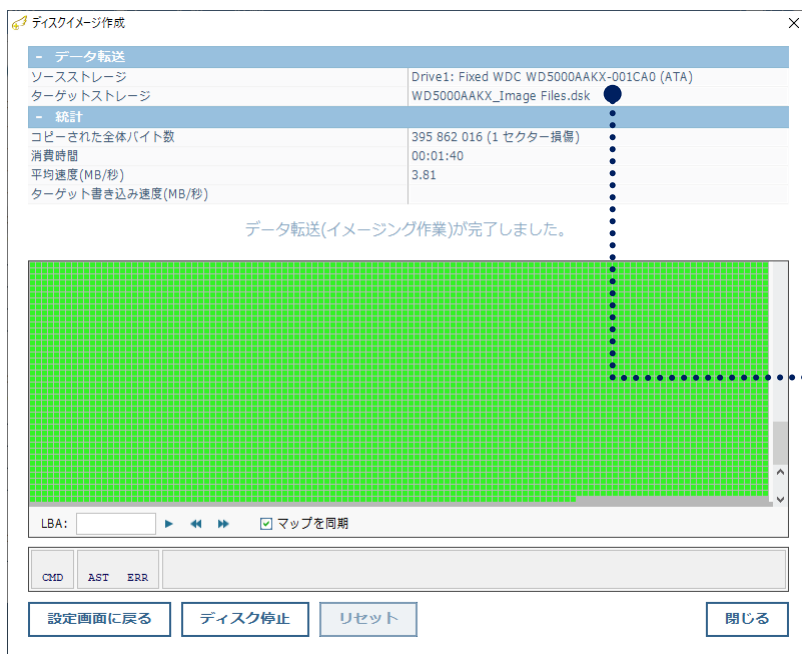 ディスクイメージ作成
- データ転送
ソースストレージ Drive1: Fixed WDC WD5000AAKX-001CA0 (ATA)
ターゲットストレージ WD5000AAKX_Image Files.dsk
- 統計
コピーされた全体バイト数 395 862 016 (1 セクター損傷)
消費時間 00:01:40
平均速度(MB/秒) 3.81
ターゲット書き込み速度(MB/秒)
データ転送(イメージング作業)が完了しました。
LBA: マップを同期
CMD AST ERR
設定画面に戻る ディスク停止 リセット 閉じる